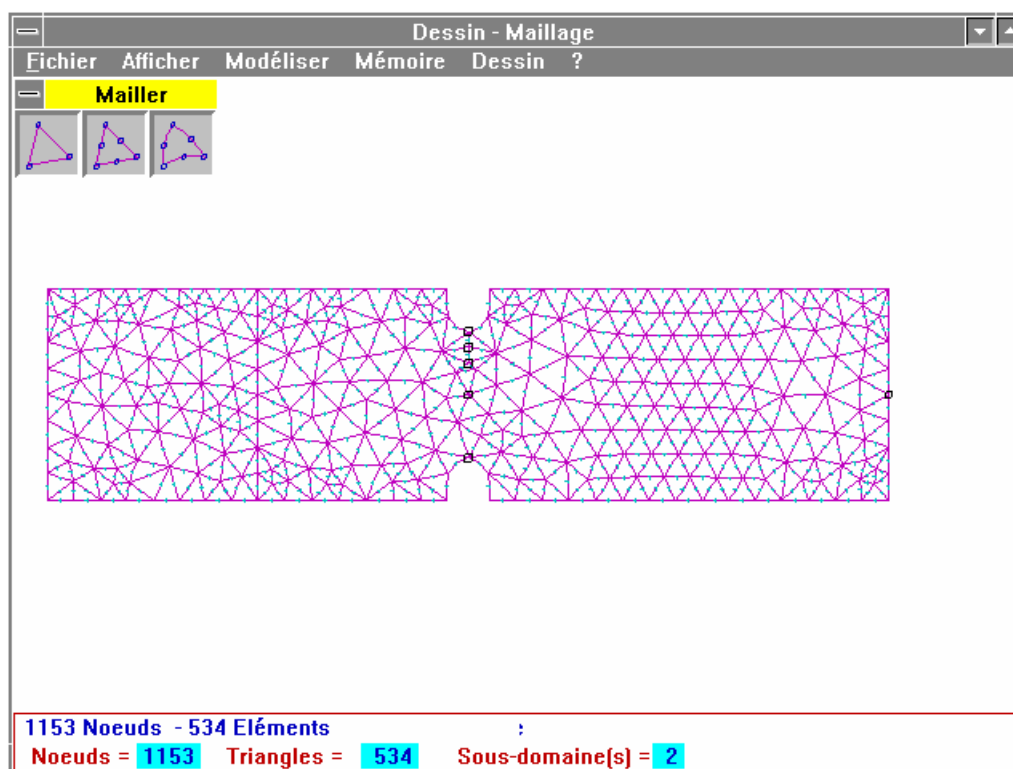 Dessin - Maillage
Fichier Afficher Modéliser Mémoire Dessin ?
Mailler
1153 Noeuds - 534 Eléments :
Noeuds = 1153 Triangles = 534 Sous-domaine(s) = 2